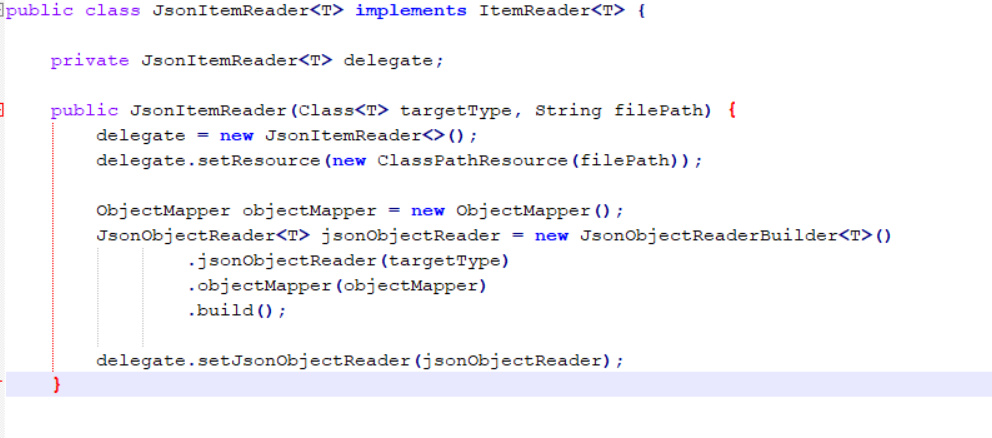 public class JsonItemReader<T> implements ItemReader<T> {
private JsonItemReader<T> delegate;
public JsonItemReader(Class<T> targetType, String filePath) {
delegate = new JsonItemReader<>();
delegate.setResource(new ClassPathResource(filePath));
ObjectMapper objectMapper = new ObjectMapper();
JsonObjectReader<T> jsonObjectReader = new JsonObjectReaderBuilder<T>()
.jsonObjectReader(targetType)
.objectMapper(objectMapper)
.build();
delegate.setJsonObjectReader(jsonObjectReader);
}